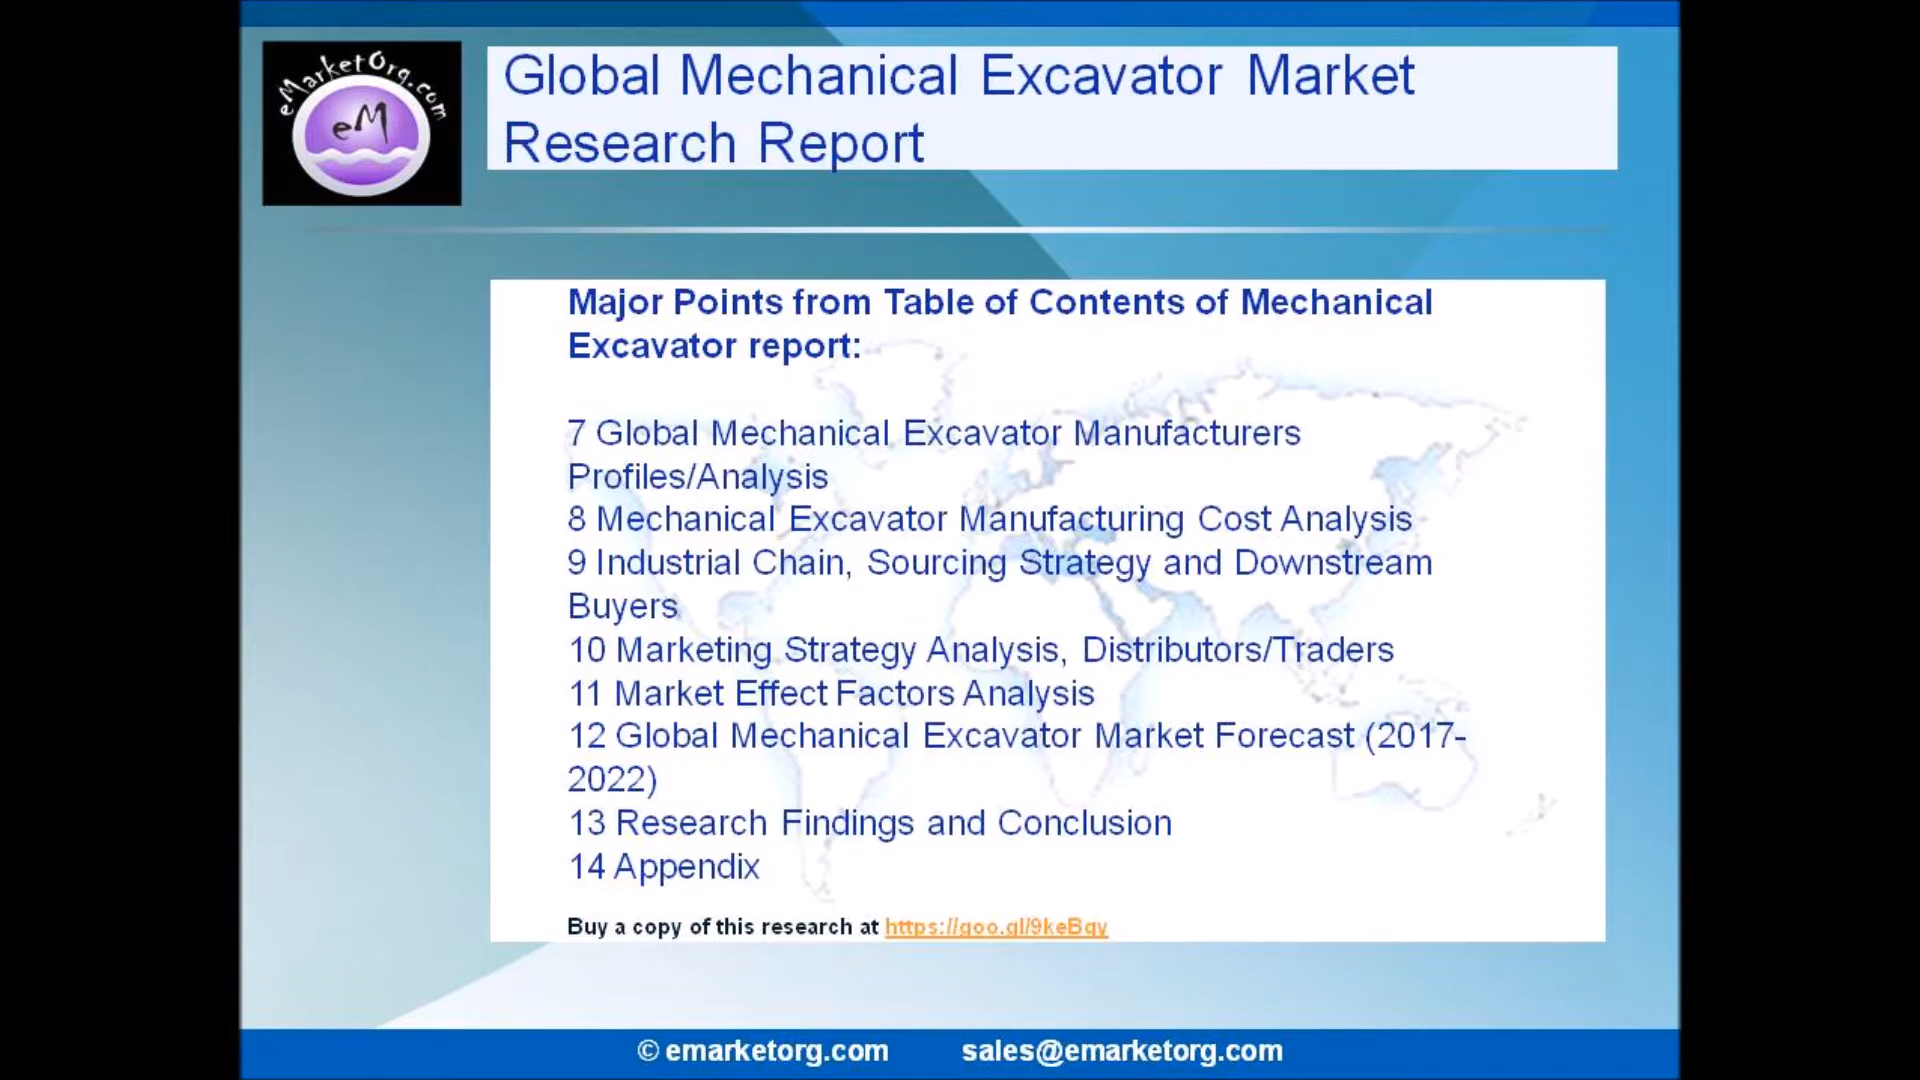 eMarketOrg.com
eM
Global Mechanical Excavator Market
Research Report
Major Points from Table of Contents of Mechanical
Excavator report:
7 Global Mechanical Excavator Manufacturers
Profiles/Analysis
8 Mechanical Excavator Manufacturing Cost Analysis
9 Industrial Chain, Sourcing Strategy and Downstream
Buyers
10 Marketing Strategy Analysis, Distributors/Traders
11 Market Effect Factors Analysis
12 Global Mechanical Excavator Market Forecast (2017-
2022)
13 Research Findings and Conclusion
14 Appendix
Buy a copy of this research at https://goo.gl/9keBqy
© emarketorg.com sales@emarketorg.com